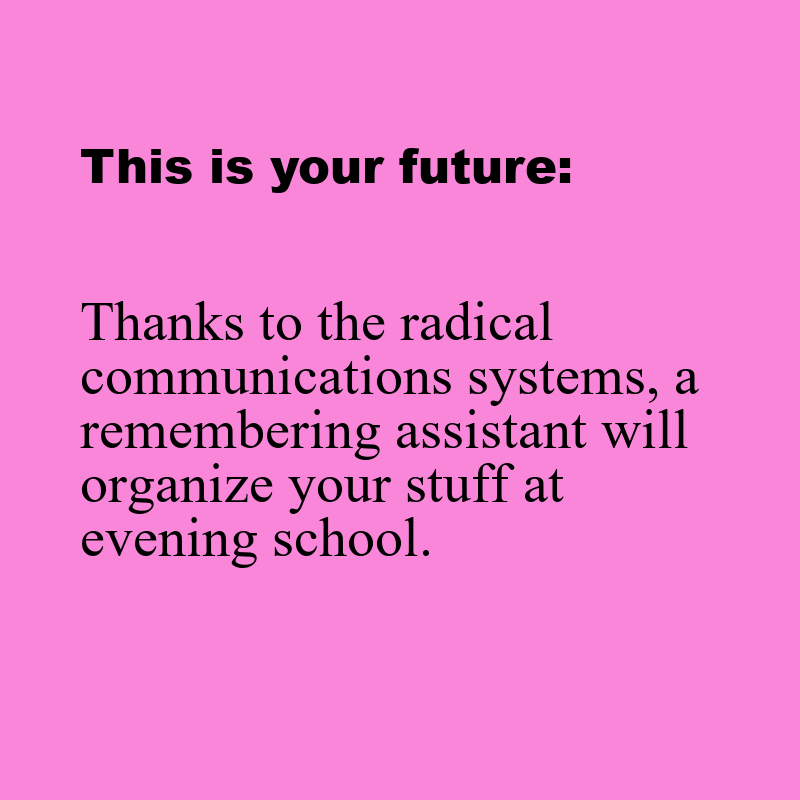 This is your future:
Thanks to the radical
communications systems, a
remembering assistant will
organize your stuff at
evening school.